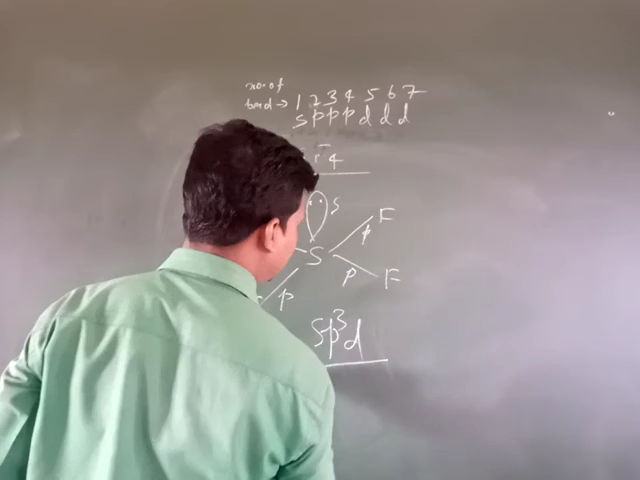 no. of
bond → 1 2 3 4 5 6 7
s p p p d d d
F4
s
F
p
S
p
F
p
sp³d